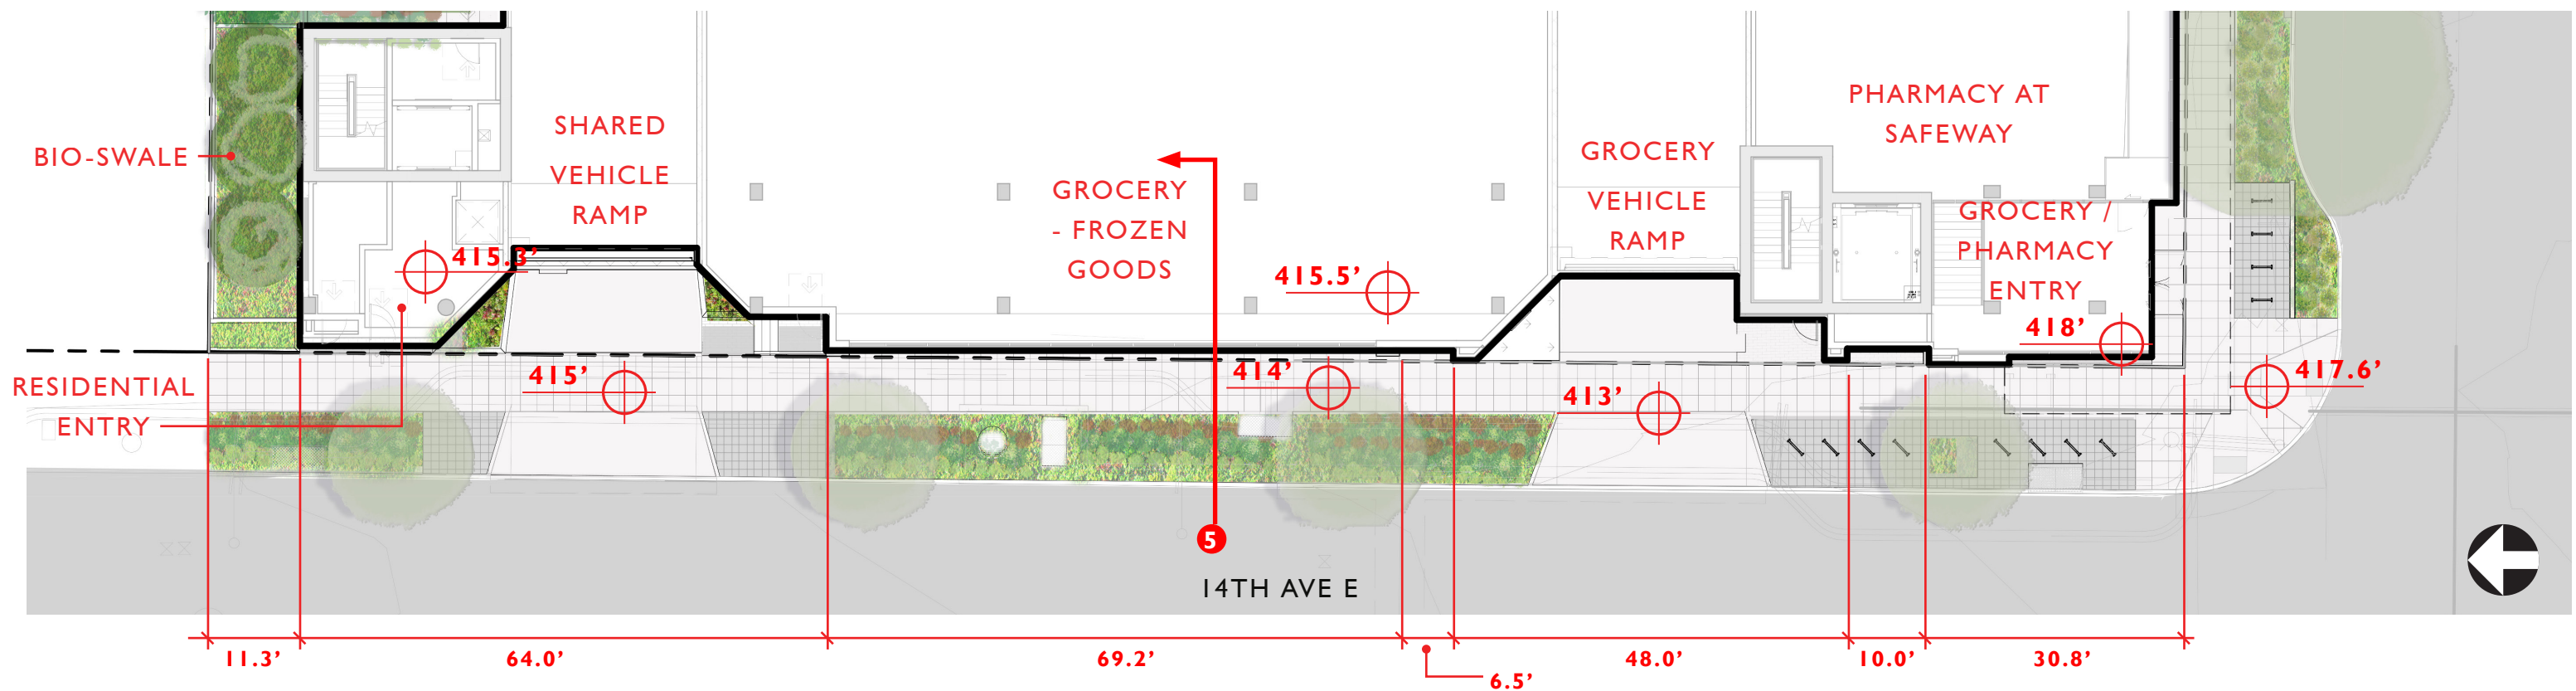 BIO-SWALE
SHARED
VEHICLE
RAMP
GROCERY
- FROZEN
GOODS
GROCERY
VEHICLE
RAMP
PHARMACY AT
SAFEWAY
GROCERY /
PHARMACY
ENTRY
415.3’
415.5’
418’
417.6’
RESIDENTIAL
ENTRY
415’
414’
413’
5
14TH AVE E
11.3’
64.0’
69.2’
6.5’
48.0’
10.0’
30.8’